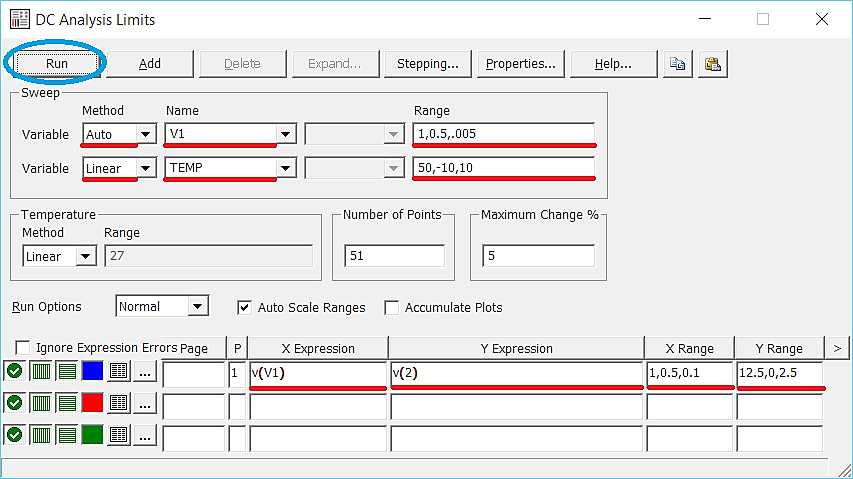 DC Analysis Limits
Run Add Delete Expand... Stepping... Properties... Help...
Sweep
Method Name Range
Variable Auto V1 1,0.5,.005
Variable Linear TEMP 50,-10,10
Temperature Number of Points Maximum Change %
Method Range
Linear 27 51 5
Run Options Normal Auto Scale Ranges Accumulate Plots
Ignore Expression Errors Page P X Expression Y Expression X Range Y Range >
... 1 v(V1) v(2) 1,0.5,0.1 12.5,0,2.5
...
...